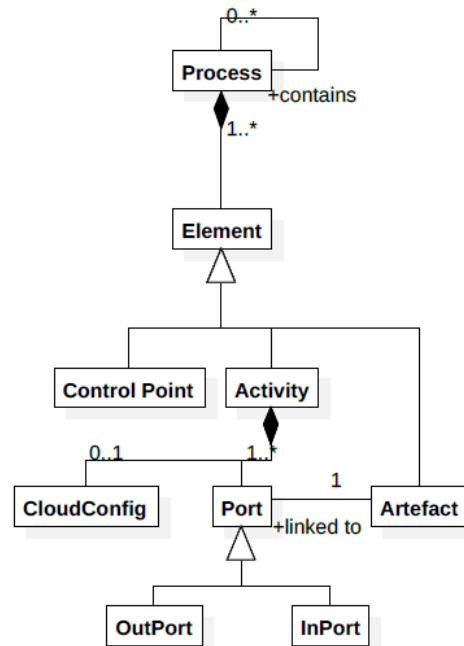 0..*
Process
+contains
1..*
Element
Control Point
Activity
0..1
1..*
CloudConfig
Port
1
Artefact
+linked to
OutPort
InPort